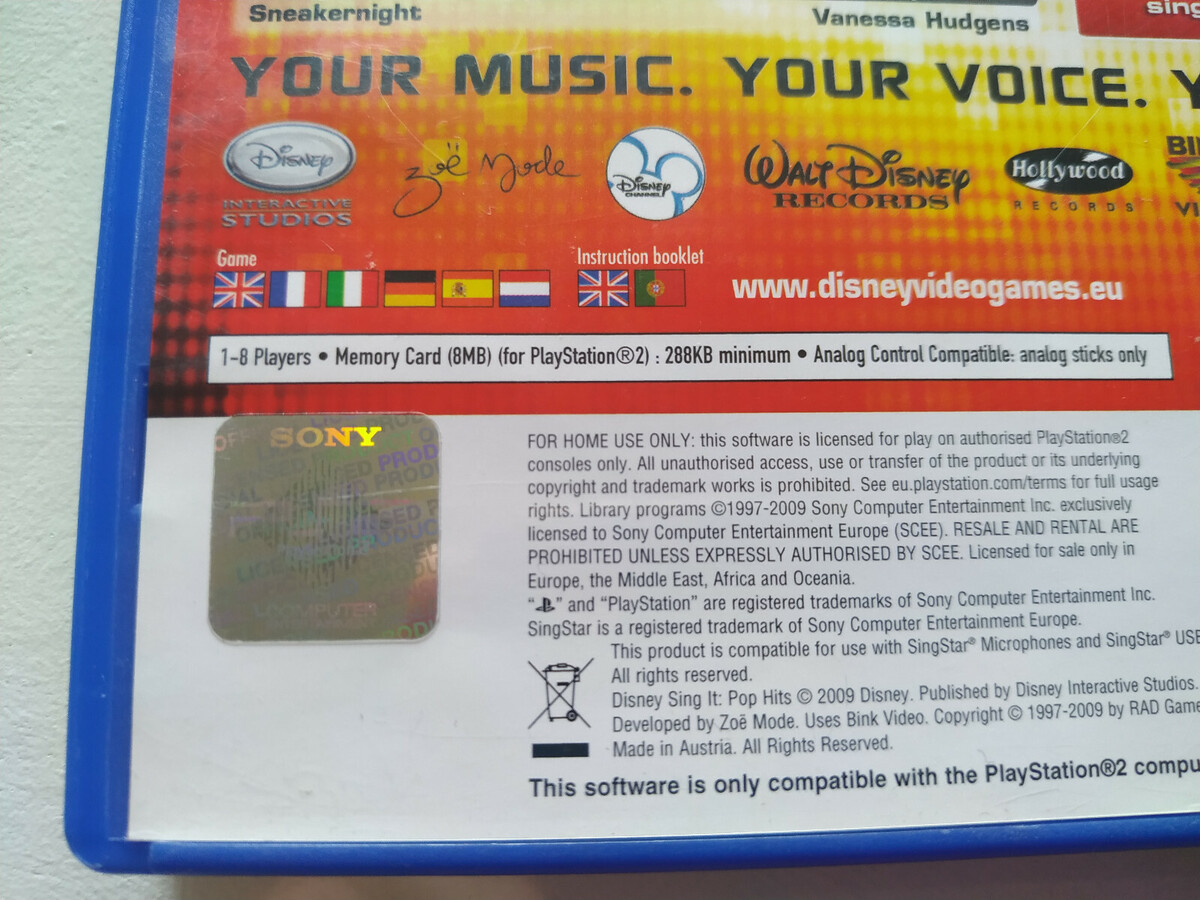 Sneakernight
Vanessa Hudgens
sing
YOUR MUSIC. YOUR VOICE. Y
Disney
INTERACTIVE
STUDIOS
zoë mode
Disney
CHANNEL
WALT DISNEY
RECORDS
Hollywood
RECORDS
Game
Instruction booklet
www.disneyvideogames.eu
1-8 Players • Memory Card (8MB) (for PlayStation®2) : 288KB minimum • Analog Control Compatible: analog sticks only
SONY
FOR HOME USE ONLY: this software is licensed for play on authorised PlayStation®2
consoles only. All unauthorised access, use or transfer of the product or its underlying
copyright and trademark works is prohibited. See eu.playstation.com/terms for full usage
rights. Library programs ©1997-2009 Sony Computer Entertainment Inc. exclusively
licensed to Sony Computer Entertainment Europe (SCEE). RESALE AND RENTAL ARE
PROHIBITED UNLESS EXPRESSLY AUTHORISED BY SCEE. Licensed for sale only in
Europe, the Middle East, Africa and Oceania.
"PS" and "PlayStation" are registered trademarks of Sony Computer Entertainment Inc.
SingStar is a registered trademark of Sony Computer Entertainment Europe.
This product is compatible for use with SingStar® Microphones and SingStar® USB
All rights reserved.
Disney Sing It: Pop Hits © 2009 Disney. Published by Disney Interactive Studios.
Developed by Zoë Mode. Uses Bink Video. Copyright © 1997-2009 by RAD Game
Made in Austria. All Rights Reserved.
This software is only compatible with the PlayStation®2 compu